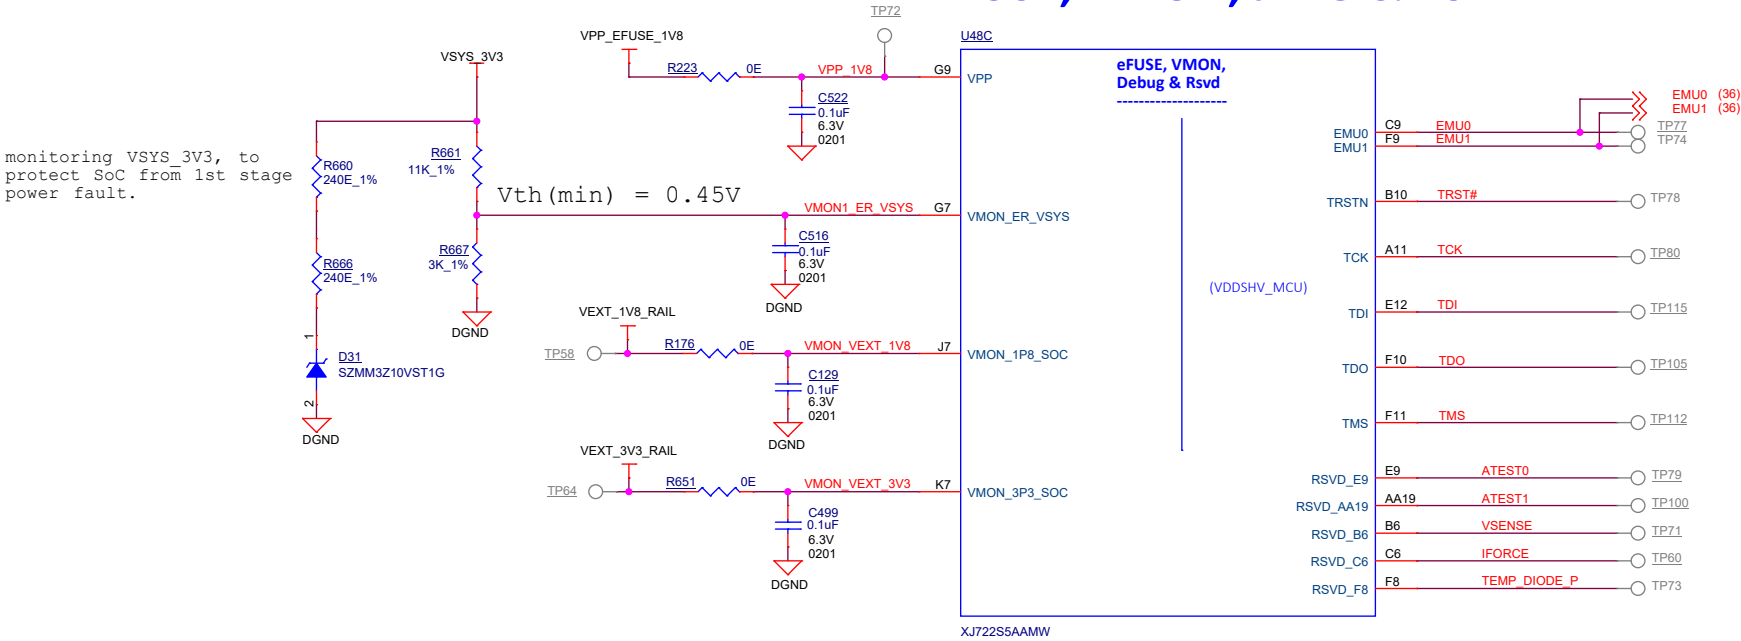 TP72
VPP_EFUSE_1V8
U48C
VSYS_3V3
R223
0E
VPP_1V8
G9
VPP
eFUSE, VMON,
Debug & Rsvd
--------------------
C522
0.1uF
6.3V
0201
EMU0 (36)
EMU1 (36)
EMU0
C9
EMU0
TP77
EMU1
F9
EMU1
TP74
monitoring VSYS_3V3, to
protect SoC from 1st stage
power fault.
R660
240E_1%
R661
11K_1%
Vth(min) = 0.45V
VMON1_ER_VSYS
G7
VMON_ER_VSYS
TRSTN
B10
TRST#
TP78
R667
3K_1%
C516
0.1uF
6.3V
0201
DGND
R666
240E_1%
DGND
TCK
A11
TCK
TP80
(VDDSHV_MCU)
TDI
E12
TDI
TP115
VEXT_1V8_RAIL
TP58
R176
0E
VMON_VEXT_1V8
J7
VMON_1P8_SOC
TDO
F10
TDO
TP105
1
D31
SZMM3Z10VST1G
2
DGND
C129
0.1uF
6.3V
0201
DGND
TMS
F11
TMS
TP112
VEXT_3V3_RAIL
TP64
R651
0E
VMON_VEXT_3V3
K7
VMON_3P3_SOC
RSVD_E9
E9
ATEST0
TP79
RSVD_AA19
AA19
ATEST1
TP100
C499
0.1uF
6.3V
0201
DGND
RSVD_B6
B6
VSENSE
TP71
RSVD_C6
C6
IFORCE
TP60
RSVD_F8
F8
TEMP_DIODE_P
TP73
XJ722S5AAMW